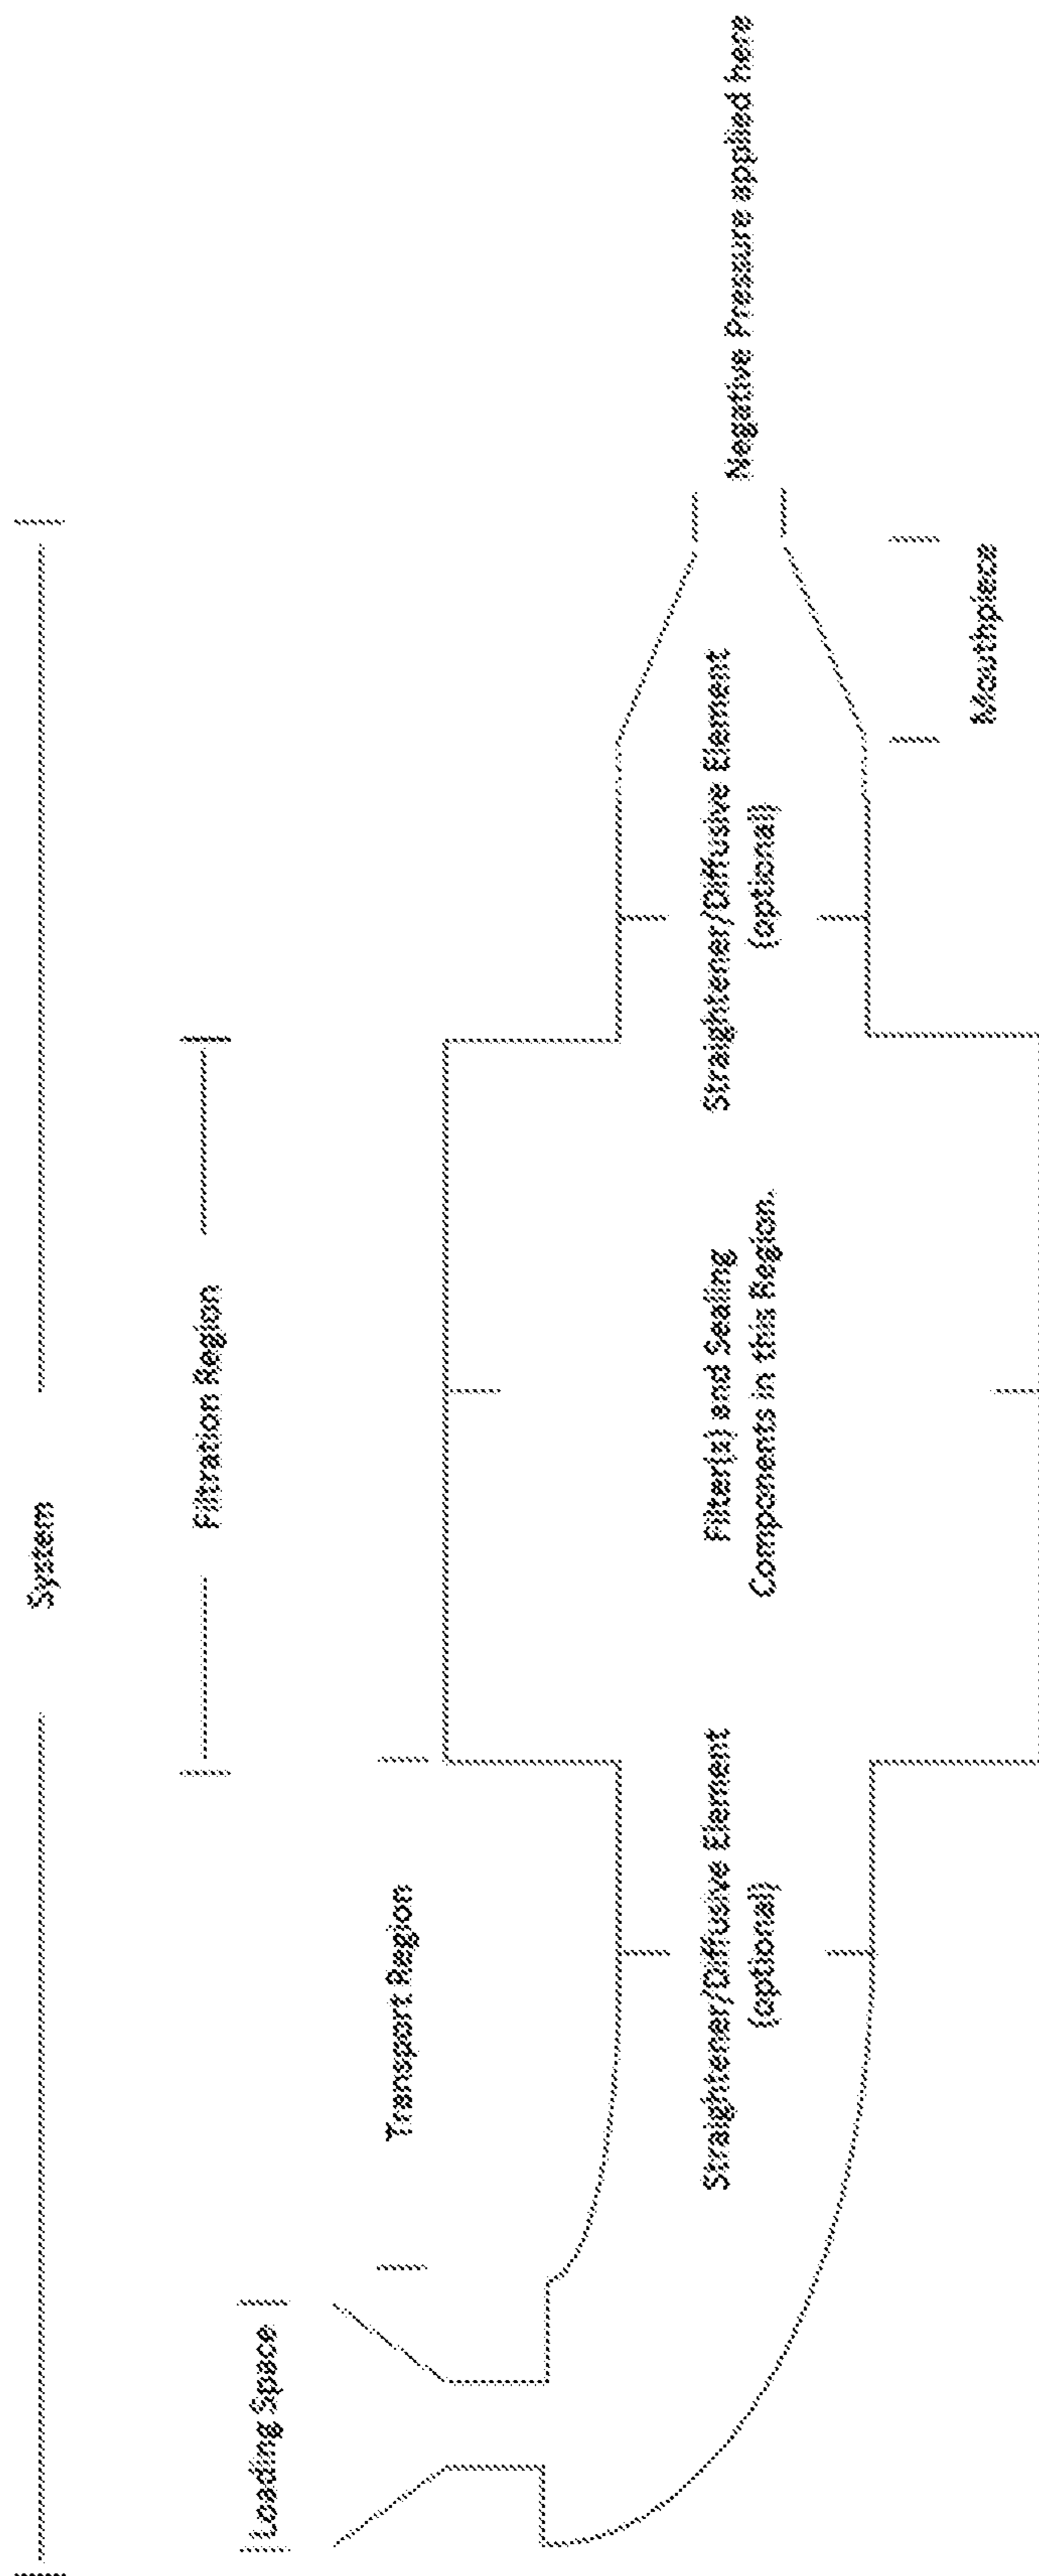 System
Filtration Region
Loading Space
Transport Region
Straightener/Diffusive Element
(optional)
Filter(s) and Sealing
Components in this Region.
Straightener/Diffusive Element
(optional)
Negative Pressure applied here
Mouthpiece